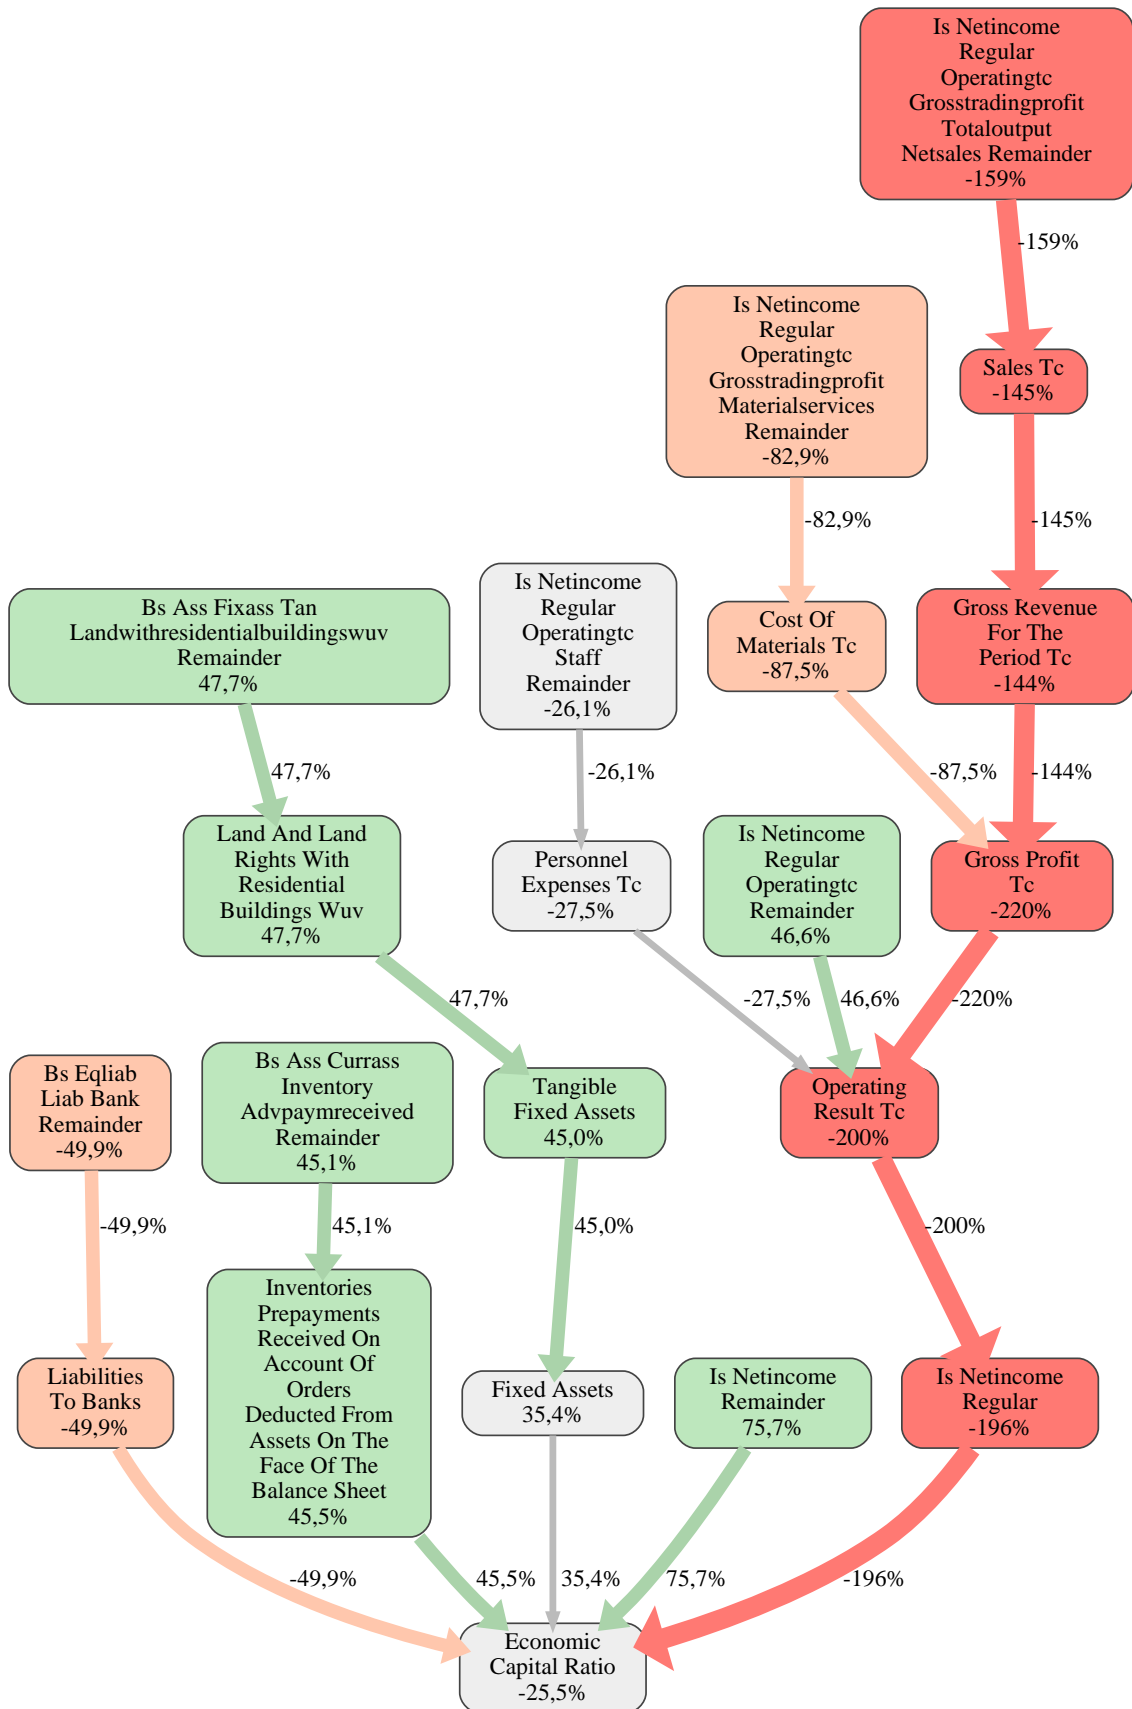 Is Netincome
Regular
Operatingtc
Grosstradingprofit
Totaloutput
Netsales Remainder
-159%
-159%
Is Netincome
Regular
Operatingtc
Grosstradingprofit
Materialservices
Remainder
-82,9%
Sales Tc
-145%
-82,9%
-145%
Is Netincome
Regular
Operatingtc
Staff
Remainder
-26,1%
Bs Ass Fixass Tan
Landwithresidentialbuildingswuv
Remainder
47,7%
Cost Of
Materials Tc
-87,5%
Gross Revenue
For The
Period Tc
-144%
47,7%
-26,1%
-87,5%
-144%
Land And Land
Rights With
Residential
Buildings Wuv
47,7%
Personnel
Expenses Tc
-27,5%
Is Netincome
Regular
Operatingtc
Remainder
46,6%
Gross Profit
Tc
-220%
47,7%
-27,5%
46,6%
-220%
Bs Eqliab
Liab Bank
Remainder
-49,9%
Bs Ass Currass
Inventory
Advpaymreceived
Remainder
45,1%
Tangible
Fixed Assets
45,0%
Operating
Result Tc
-200%
-49,9%
45,1%
45,0%
-200%
Liabilities
To Banks
-49,9%
Inventories
Prepayments
Received On
Account Of
Orders
Deducted From
Assets On The
Face Of The
Balance Sheet
45,5%
Fixed Assets
35,4%
Is Netincome
Remainder
75,7%
Is Netincome
Regular
-196%
-49,9%
45,5%
35,4%
75,7%
-196%
Economic
Capital Ratio
-25,5%